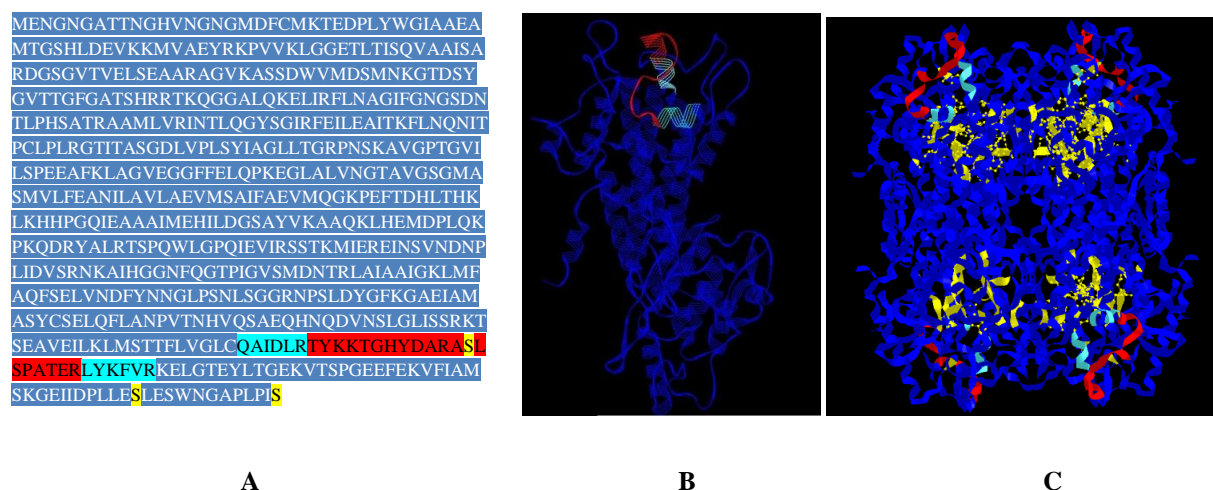 MENGNGATTNGHVNGNGMDFCMKTEDPLYWGIAAEA
MTGSHLDEVKKMVAEYRKPVVKLGGETLTISQVAAISA
RDGSGVTVELSEAARAGVKASSDWVMDSMNKGTDSY
GVTTGFGATSHRRTKQGGALQKELIRFLNAGIFGNGSDN
TLPHSATRAAMLVRINTLQGYSGIRFEILEAITKFLNQNIT
PCLPLRGTITASGDLVPLSYIAGLLTGRPNSKAVGPTGVI
LSPEEAFKLAGVEGGFFELQPKEGLALVNGTAVGSGMA
SMVLFEANILAVLAEVMSAIFAEVMQGKPEFTDHLTHK
LKHHPGQIEAAAIMEHILDGSAYVKAAQKLHEMDPLQK
PKQDRYALRTSPQWLGPQIEVIRSSTKMIEREINSVNDNP
LIDVSRNKAIHGGNFQGTPIGVSMDNTRLAIAAIGKLMF
AQFSELVNDFYNNGLPSNLSGGRNPSLDYGFKGAEIAM
ASYCSELQFLANPVTNHVQSAEQHNQDVNSLGLISSRKT
SEAVEILKLMSTTFLVGLCQAIDLRTYKKTGHYDARASL
SPATERLYKFVRKELGTEYLTGEKVTSPGEEFEKVFIAM
SKGEIIDPLLESLESWNGAPLPIS
A B C